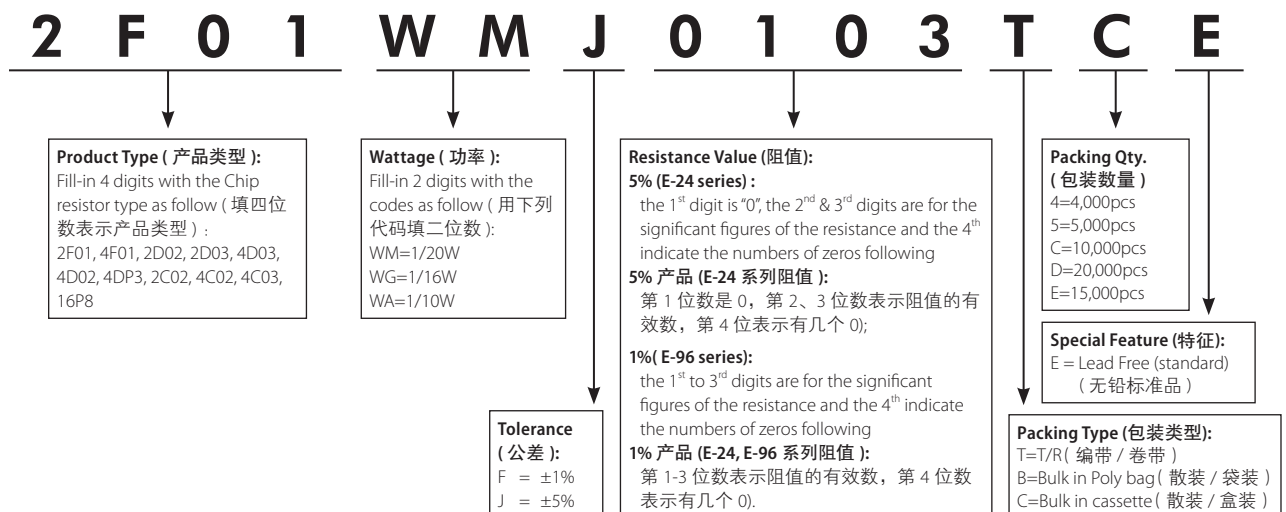 2F01 WM J 0103 T C E
Product Type ( 产品类型 ):
Fill-in 4 digits with the Chip
resistor type as follow ( 填四位
数表示产品类型 ) :
2F01, 4F01, 2D02, 2D03, 4D03,
4D02, 4DP3, 2C02, 4C02, 4C03,
16P8
Wattage ( 功率 ):
Fill-in 2 digits with the
codes as follow ( 用下列
代码填二位数 ):
WM=1/20W
WG=1/16W
WA=1/10W
Tolerance
( 公差 ):
F = ±1%
J = ±5%
Resistance Value (阻值):
5% (E-24 series) :
the 1st digit is “0”, the 2nd & 3rd digits are for the
significant figures of the resistance and the 4th
indicate the numbers of zeros following
5% 产品 (E-24 系列阻值 ):
第 1 位数是 0，第 2、3 位数表示阻值的有
效数，第 4 位表示有几个 0);
1%( E-96 series):
the 1st to 3rd digits are for the significant
figures of the resistance and the 4th indicate
the numbers of zeros following
1% 产品 (E-24, E-96 系列阻值 ):
第 1-3 位数表示阻值的有效数，第 4 位数
表示有几个 0).
Packing Qty.
( 包装数量 )
4=4,000pcs
5=5,000pcs
C=10,000pcs
D=20,000pcs
E=15,000pcs
Special Feature (特征):
E = Lead Free (standard)
( 无铅标准品 )
Packing Type (包装类型):
T=T/R( 编带 / 卷带 )
B=Bulk in Poly bag( 散装 / 袋装 )
C=Bulk in cassette( 散装 / 盒装 )